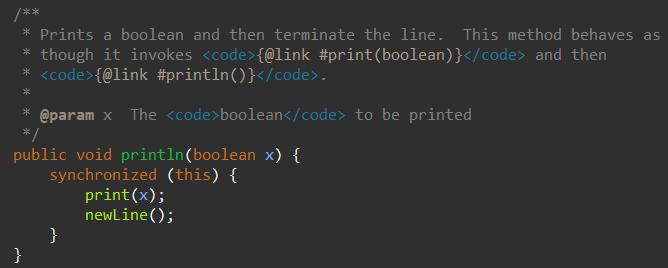 /**
 * Prints a boolean and then terminate the line.  This method behaves as
 * though it invokes <code>{@link #print(boolean)}</code> and then
 * <code>{@link #println()}</code>.
 *
 * @param x  The <code>boolean</code> to be printed
 */
public void println(boolean x) {
    synchronized (this) {
        print(x);
        newLine();
    }
}